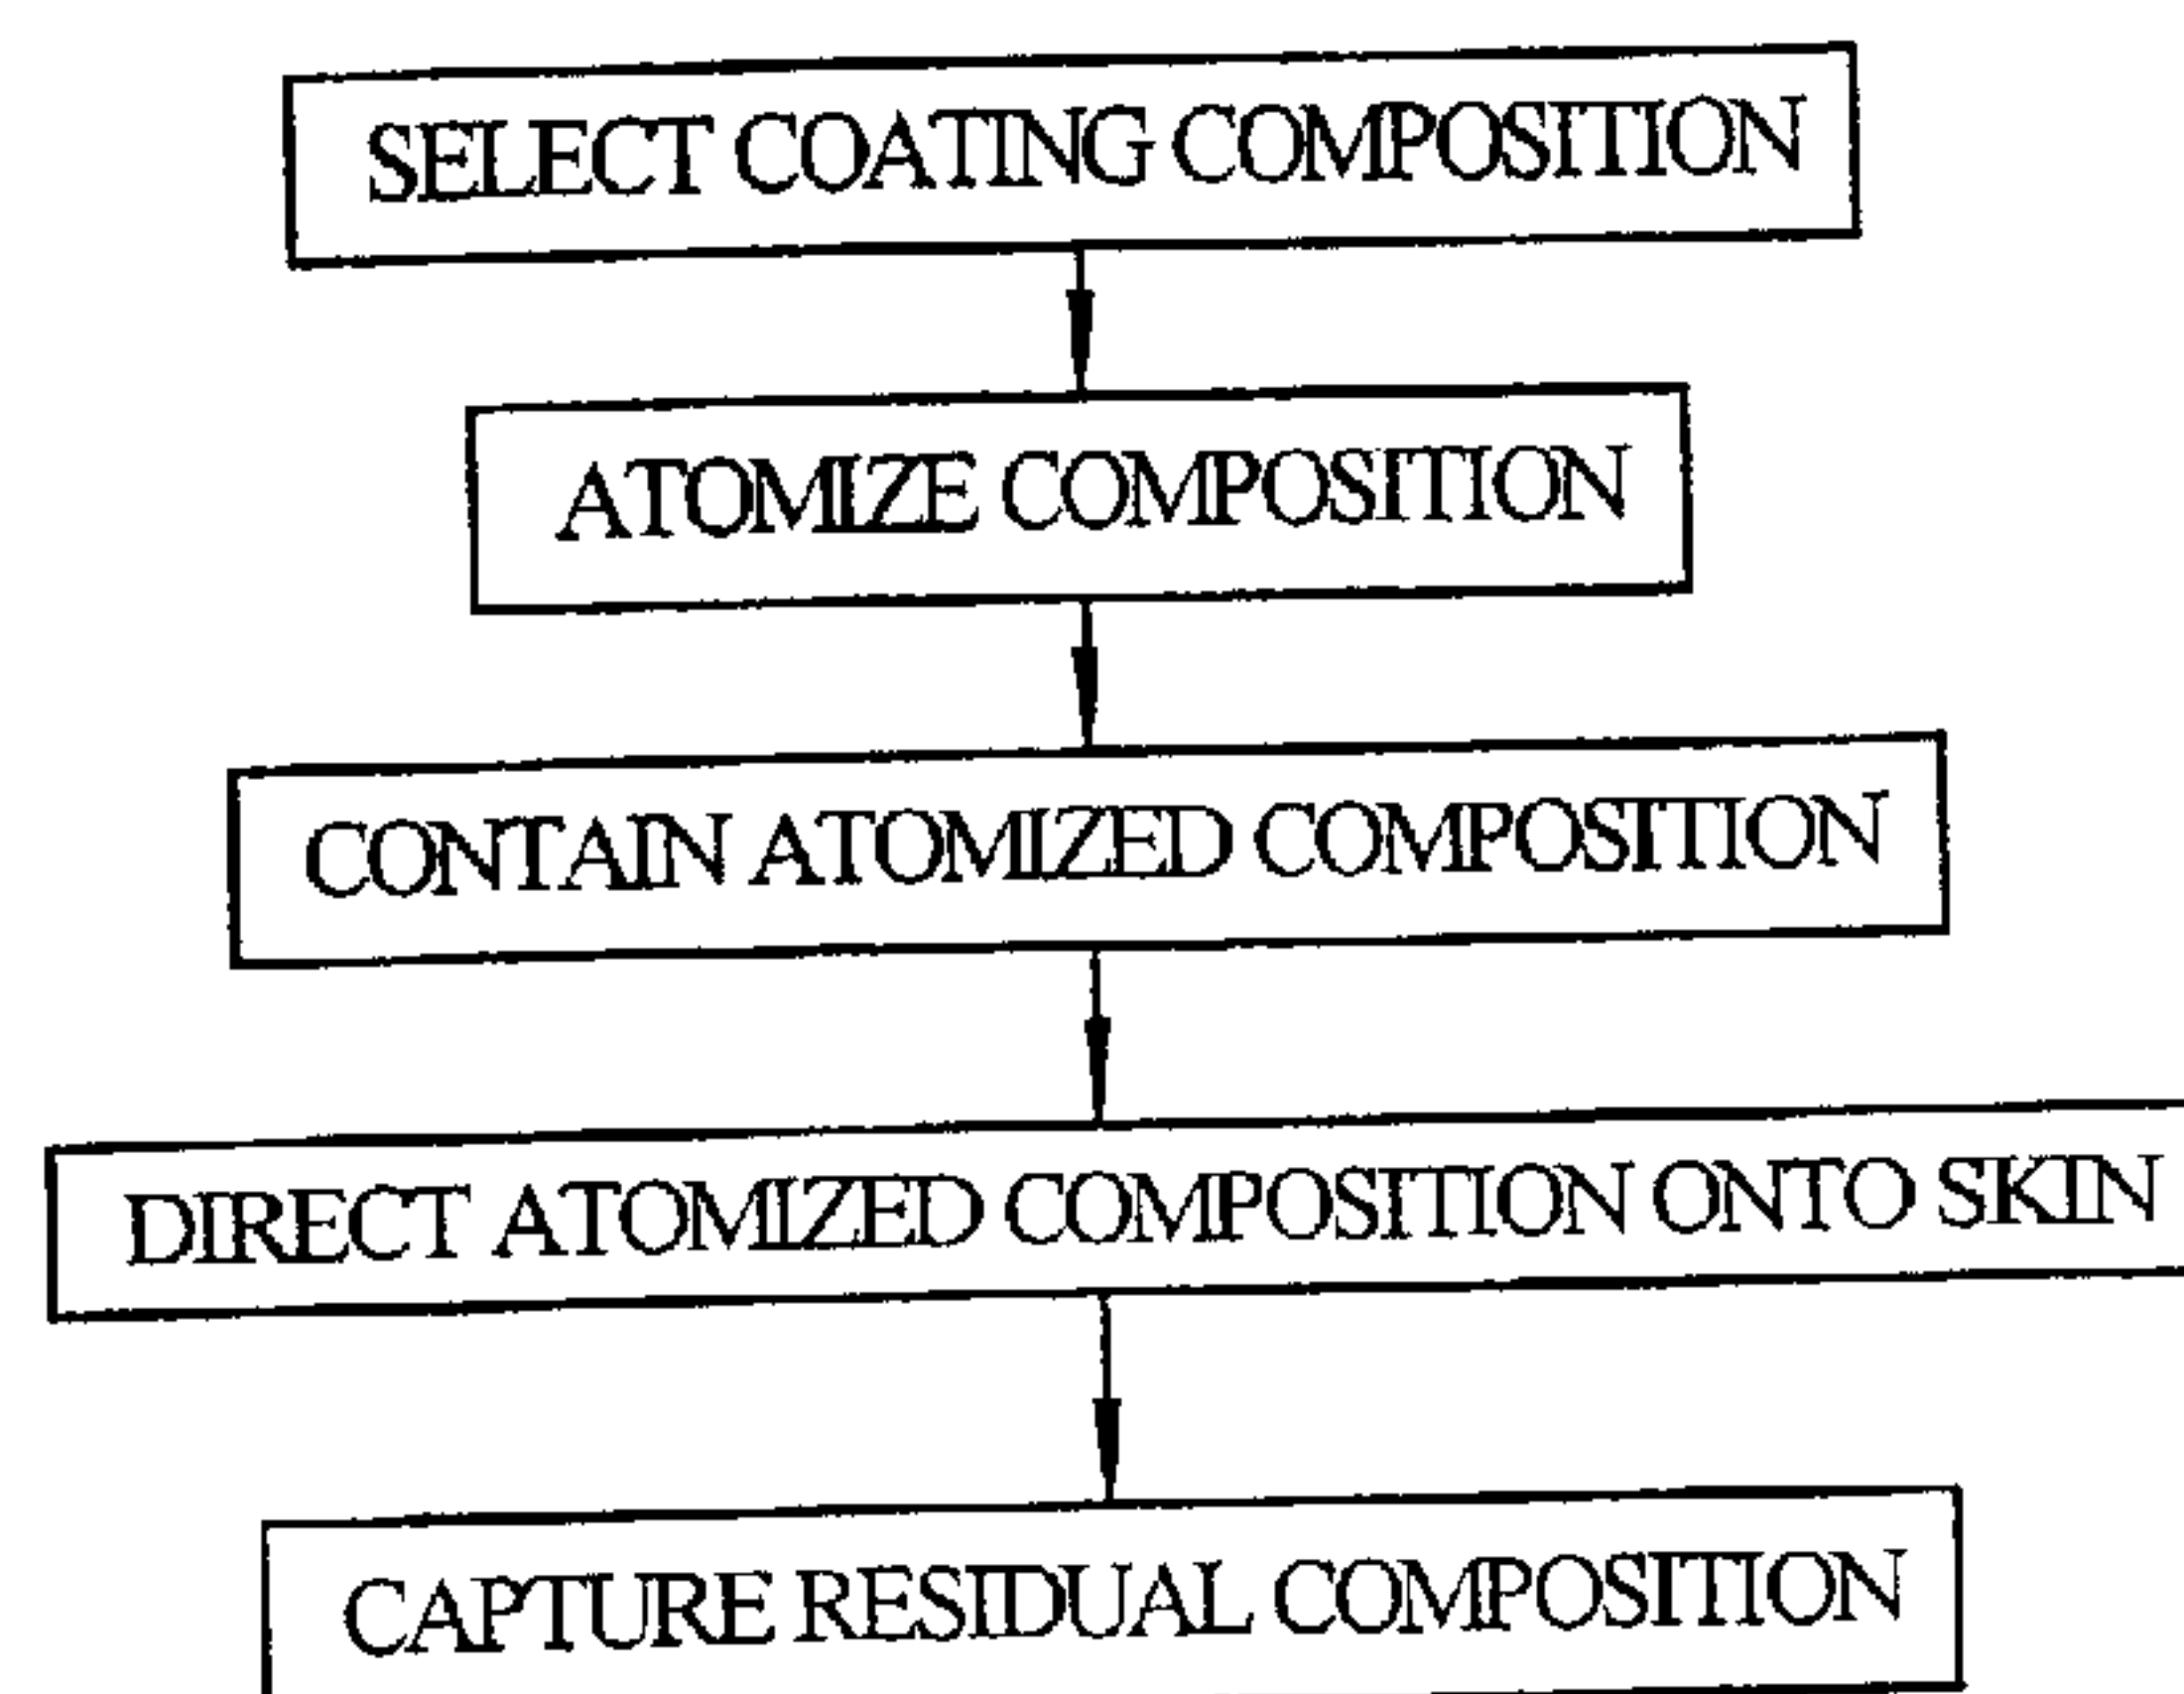 SELECT COATING COMPOSITION
ATOMIZE COMPOSITION
CONTAIN ATOMIZED COMPOSITION
DIRECT ATOMIZED COMPOSITION ONTO SKIN
CAPTURE RESIDUAL COMPOSITION